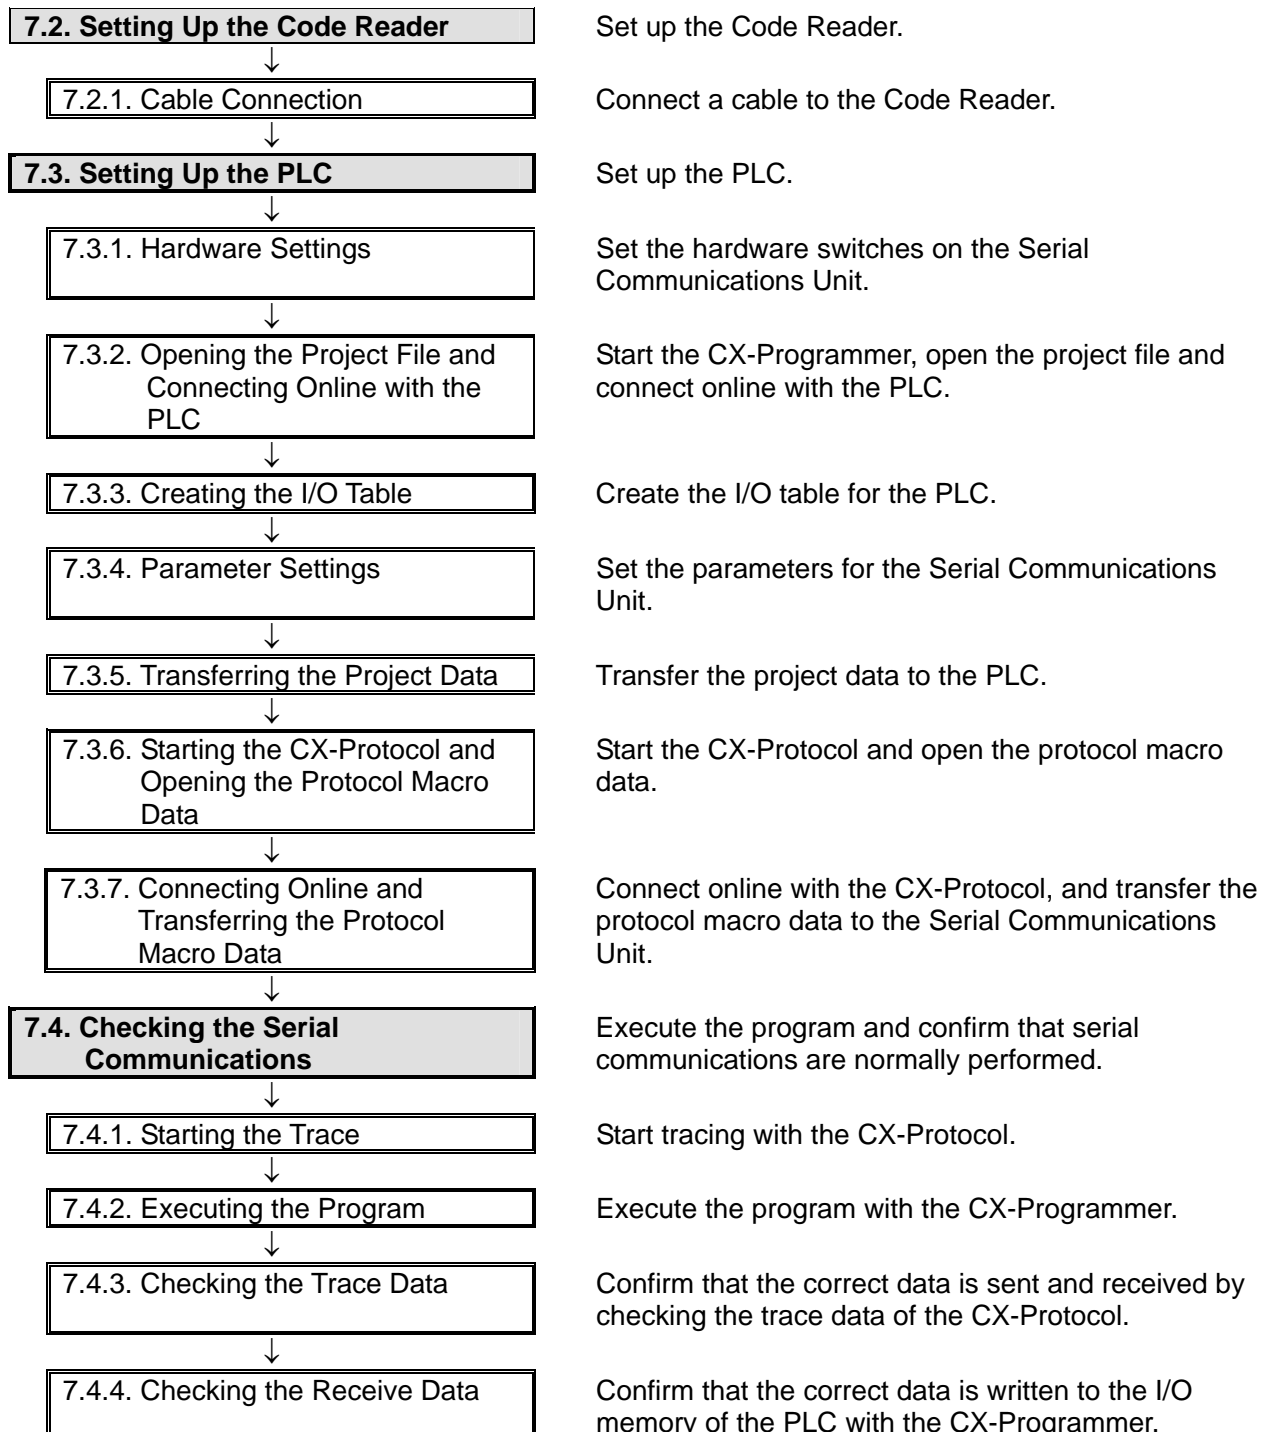 7.2. Setting Up the Code Reader
Set up the Code Reader.
↓
7.2.1. Cable Connection
Connect a cable to the Code Reader.
↓
7.3. Setting Up the PLC
Set up the PLC.
↓
7.3.1. Hardware Settings
Set the hardware switches on the Serial
Communications Unit.
↓
7.3.2. Opening the Project File and
Connecting Online with the
PLC
Start the CX-Programmer, open the project file and
connect online with the PLC.
↓
7.3.3. Creating the I/O Table
Create the I/O table for the PLC.
↓
7.3.4. Parameter Settings
Set the parameters for the Serial Communications
Unit.
↓
7.3.5. Transferring the Project Data
Transfer the project data to the PLC.
↓
7.3.6. Starting the CX-Protocol and
Opening the Protocol Macro
Data
Start the CX-Protocol and open the protocol macro
data.
↓
7.3.7. Connecting Online and
Transferring the Protocol
Macro Data
Connect online with the CX-Protocol, and transfer the
protocol macro data to the Serial Communications
Unit.
↓
7.4. Checking the Serial
Communications
Execute the program and confirm that serial
communications are normally performed.
↓
7.4.1. Starting the Trace
Start tracing with the CX-Protocol.
↓
7.4.2. Executing the Program
Execute the program with the CX-Programmer.
↓
7.4.3. Checking the Trace Data
Confirm that the correct data is sent and received by
checking the trace data of the CX-Protocol.
↓
7.4.4. Checking the Receive Data
Confirm that the correct data is written to the I/O
memory of the PLC with the CX-Programmer.